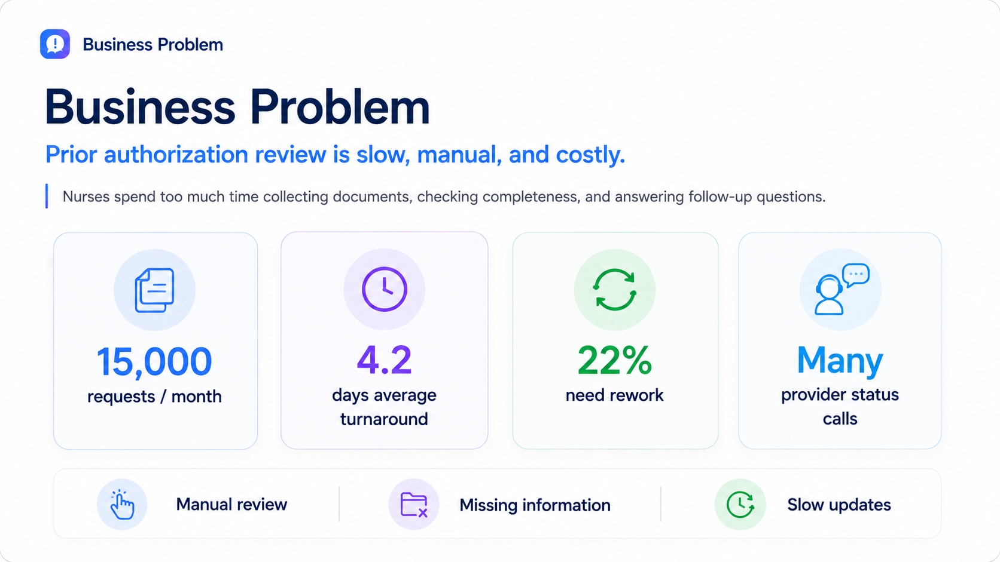 Business Problem
Business Problem
Prior authorization review is slow, manual, and costly.
Nurses spend too much time collecting documents, checking completeness, and answering follow-up questions.
15,000
requests / month
4.2
days average
turnaround
22%
need rework
Many
provider status
calls
Manual review
Missing information
Slow updates